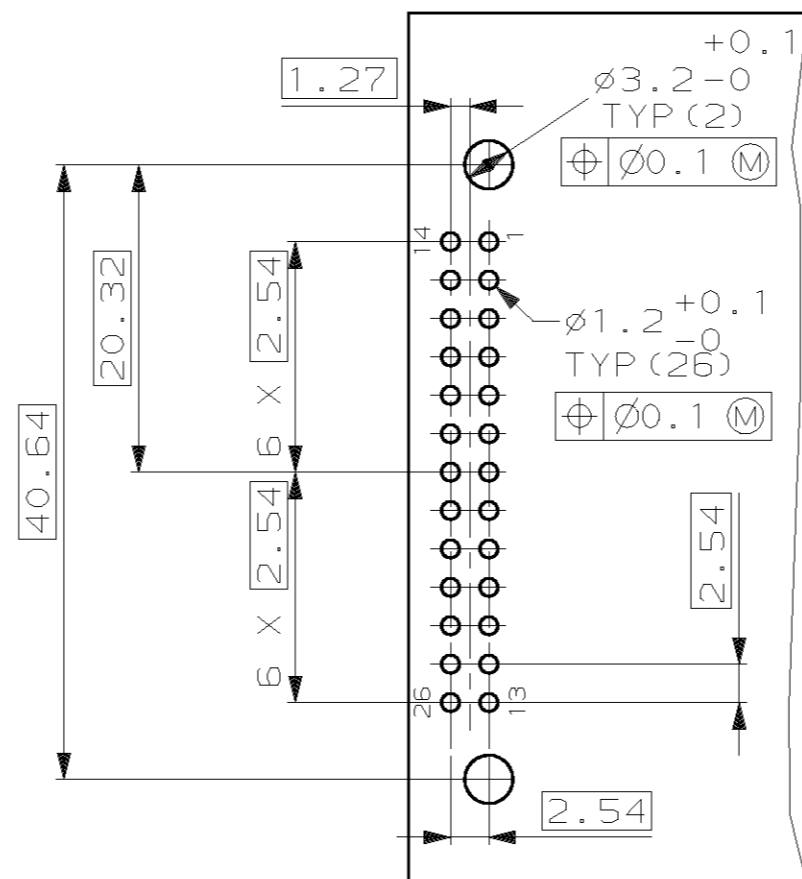 +0.1
1.27
ø3.2-0
TYP(2)
⌖ Ø0.1 Ⓜ
14
1
20.32
6 X 2.54
ø1.2 +0.1
-0
TYP(26)
⌖ Ø0.1 Ⓜ
40.64
6 X 2.54
2.54
26
13
2.54